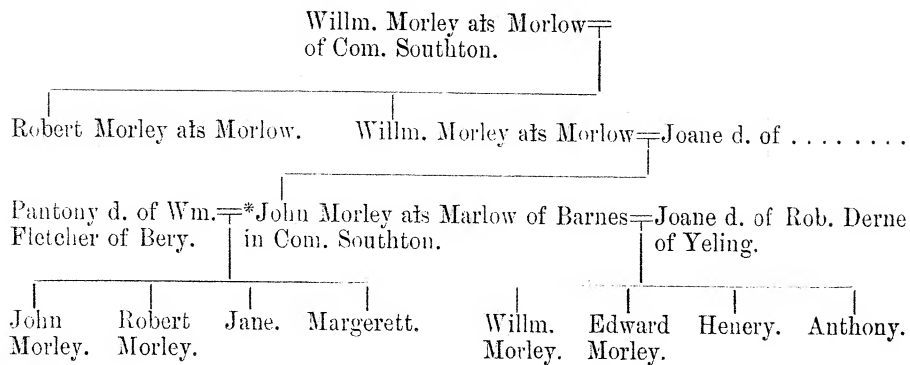 Willm. Morley als Morlow=
of Com. Southton.
Robert Morley als Morlow. Willm. Morley als Morlow=Joane d. of . . . . . . . .
Pantony d. of Wm.=*John Morley als Marlow of Barnes=Joane d. of Rob. Derne
Fletcher of Bery. in Com. Southton. of Yeling.
John Robert Jane. Margerett. Willm. Edward Henery. Anthony.
Morley. Morley. Morley. Morley.